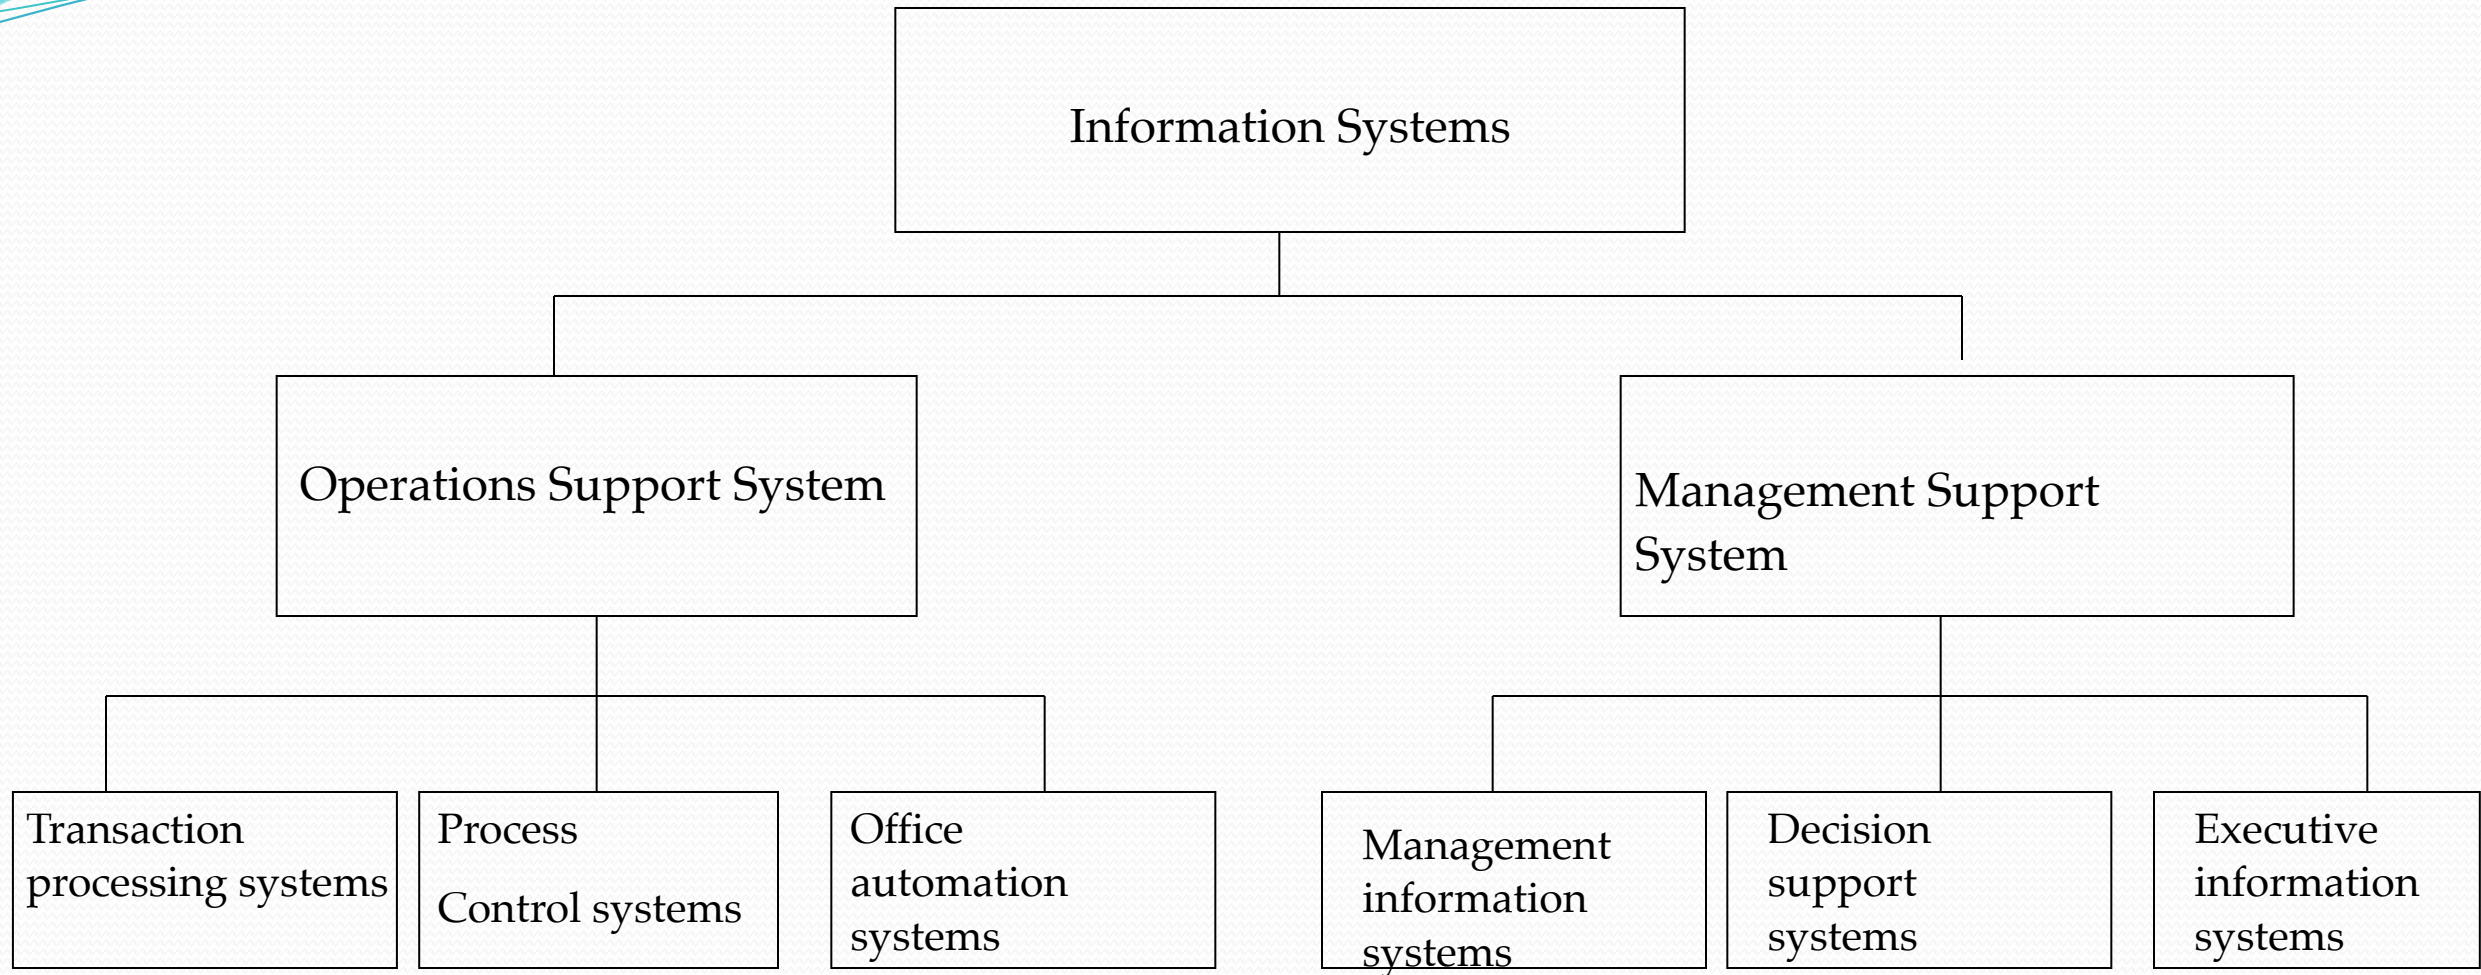 Information Systems
Operations Support System
Management Support
System
Transaction
processing systems
Process
Control systems
Office
automation
systems
Management
information
systems
Decision
support
systems
Executive
information
systems